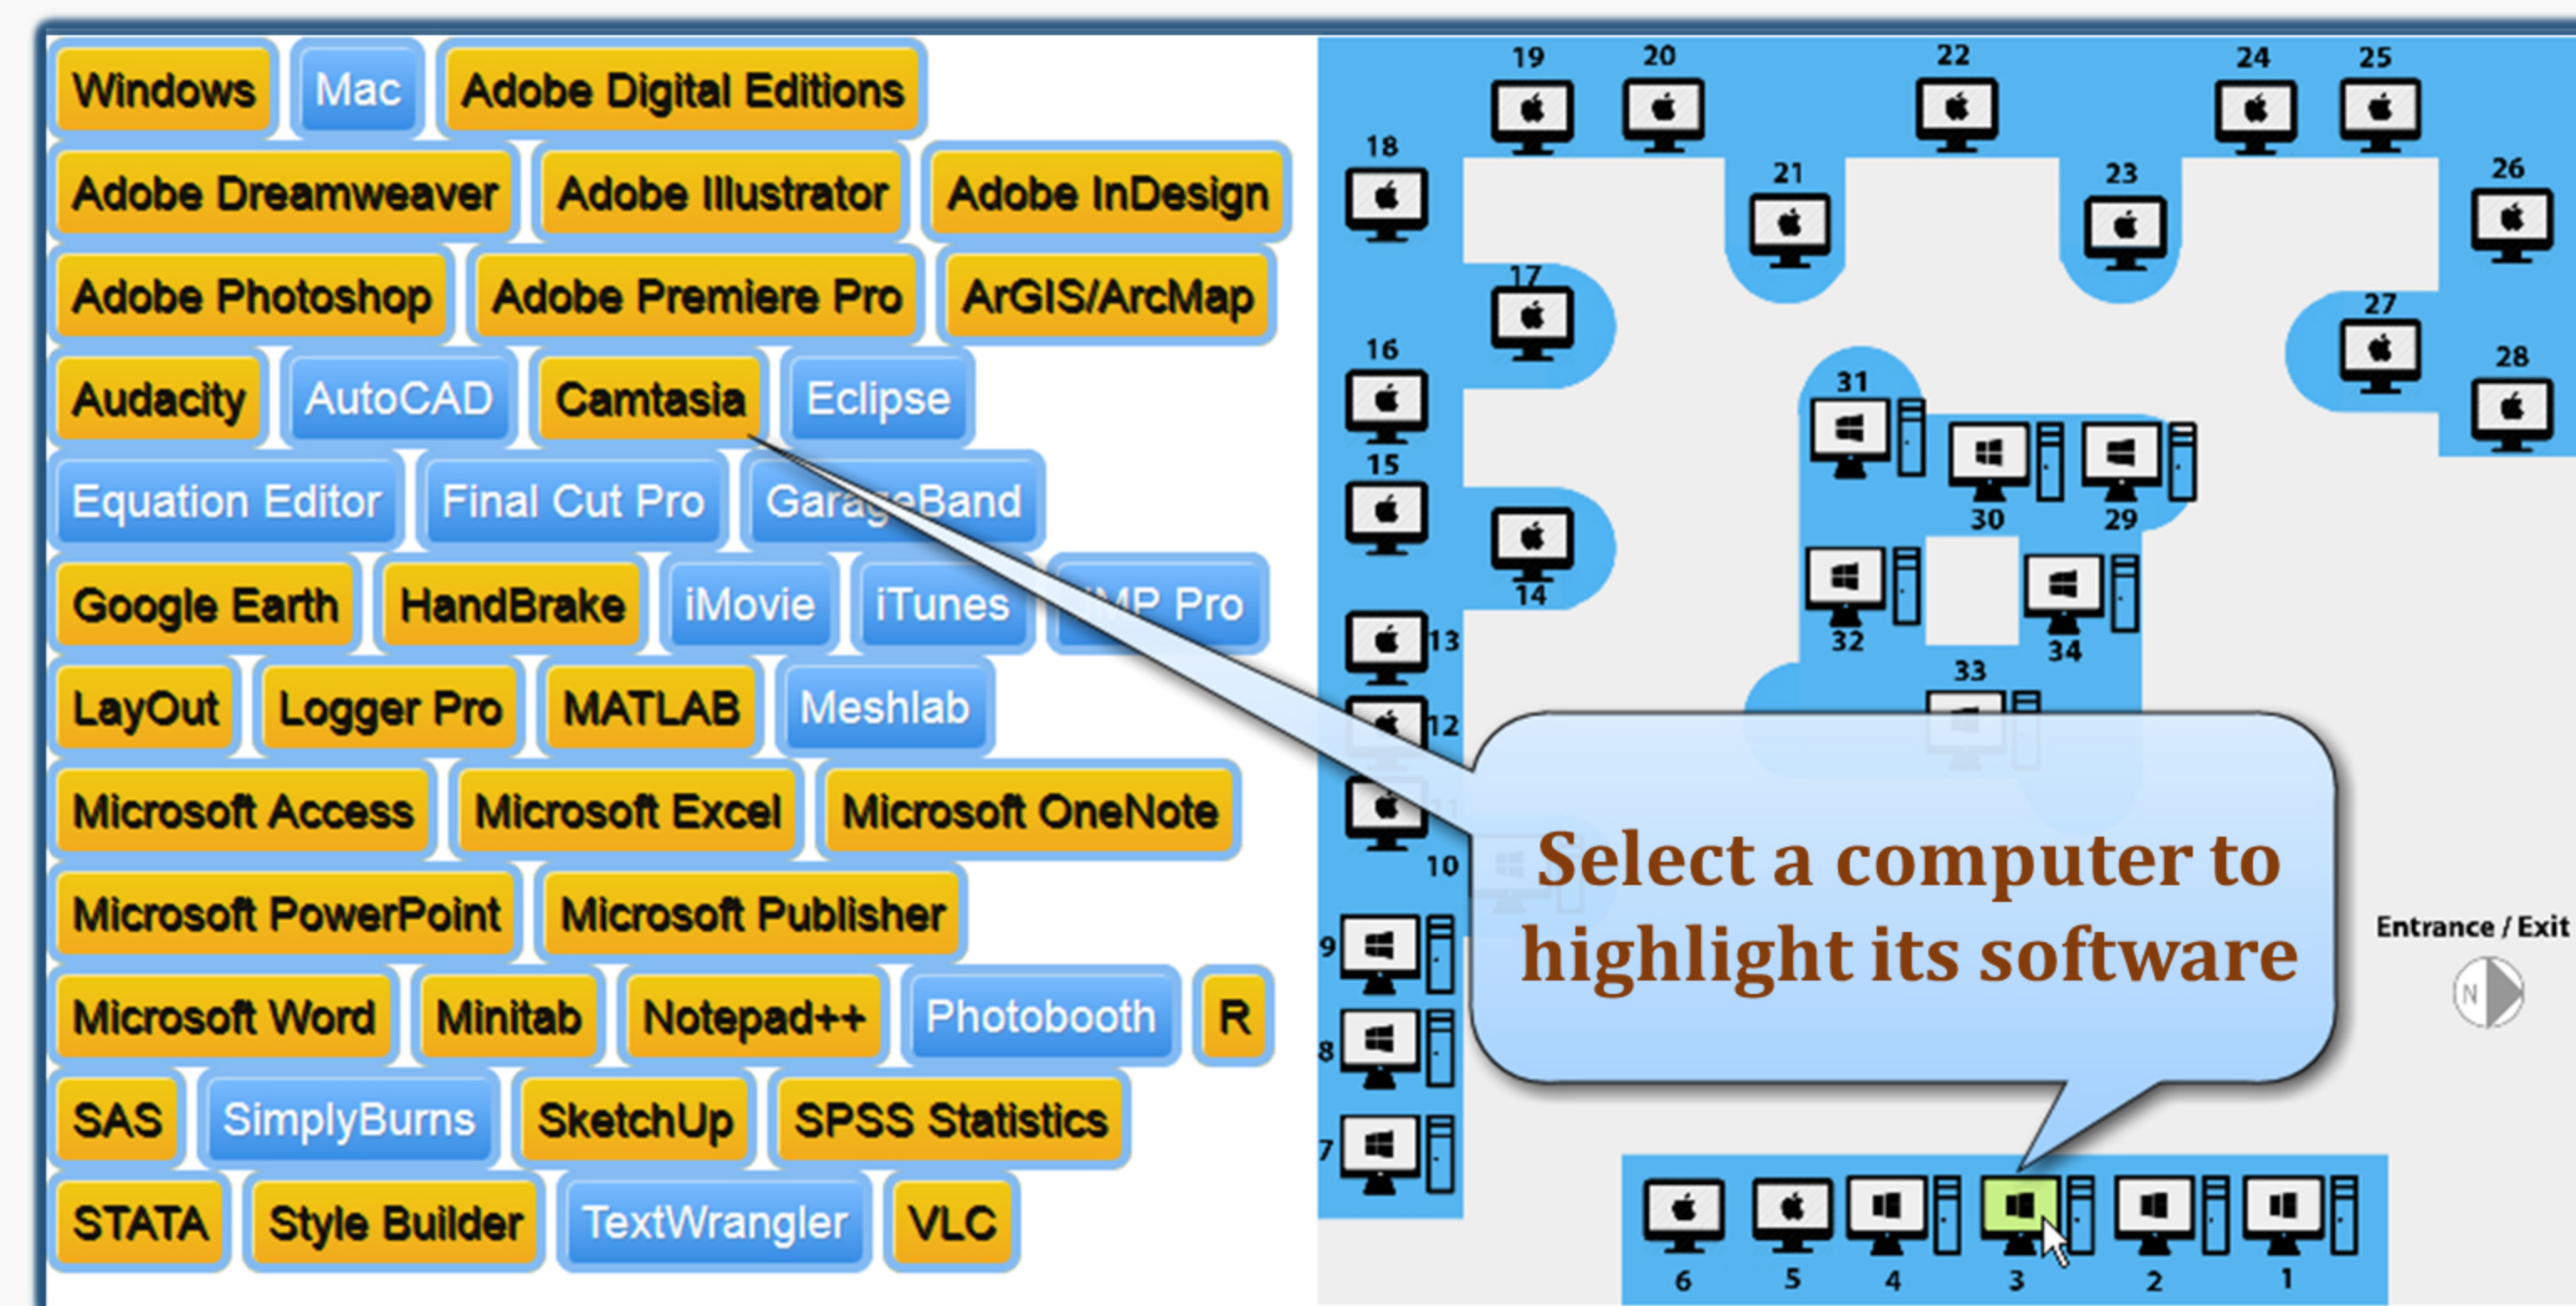 Windows Mac Adobe Digital Editions
Adobe Dreamweaver Adobe Illustrator Adobe InDesign
Adobe Photoshop Adobe Premiere Pro ArGIS/ArcMap
Audacity AutoCAD Camtasia Eclipse
Equation Editor Final Cut Pro GarageBand
Google Earth HandBrake iMovie iTunes Pro
LayOut Logger Pro MATLAB Meshlab
Microsoft Access Microsoft Excel Microsoft OneNote
Microsoft PowerPoint Microsoft Publisher
Microsoft Word Minitab Notepad++ Photobooth R
SAS SimplyBurns SketchUp SPSS Statistics
STATA Style Builder TextWrangler VLC
19 20 22 24 25
18 21 23 26
17 27
16 28
31
15 30 29
14
13 32 34
33
12
11
10
9
8
7
Select a computer to
highlight its software
Entrance / Exit
N
6 5 4 3 2 1